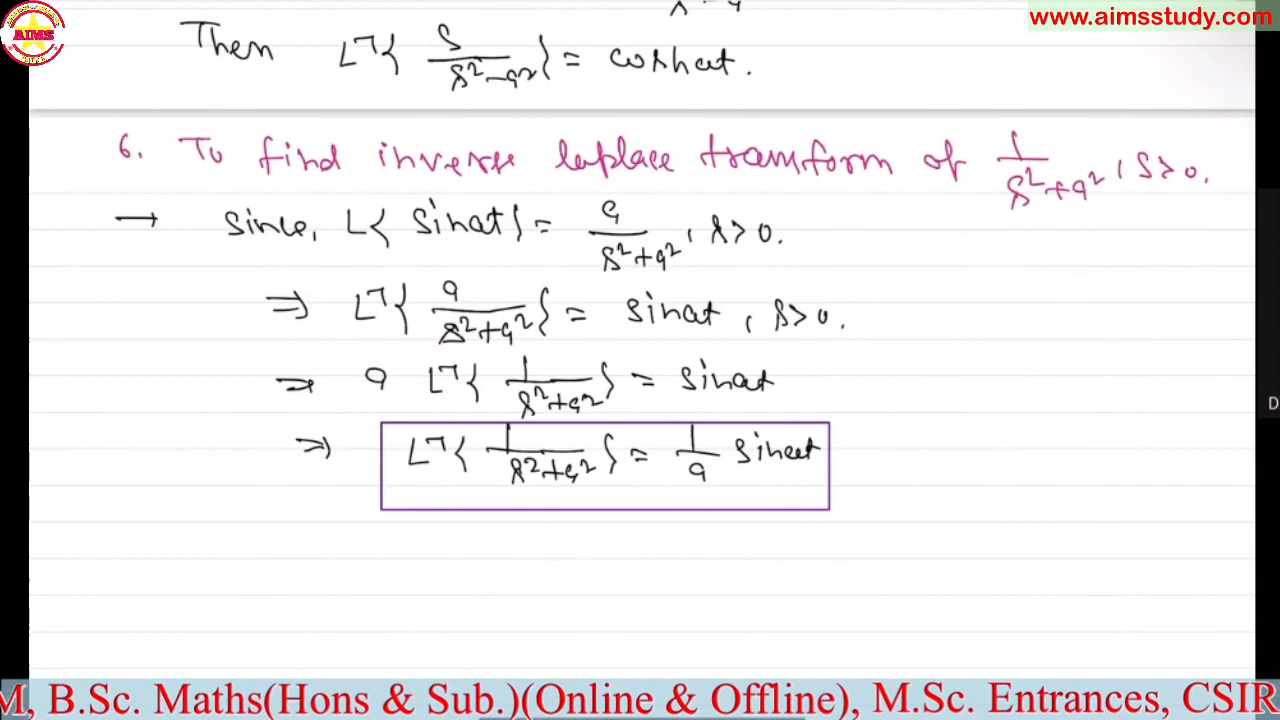 www.aimsstudy.com
AIMS
Then L⁻¹{ s / s²-a² } = coshat.
6. To find inverse laplace transform of 1 / s²+a² , s>0.
→ Since, L{ sinat } = a / s²+a² , s>0.
⇒ L⁻¹{ a / s²+a² } = sinat , s>0.
⇒ a L⁻¹{ 1 / s²+a² } = sinat
⇒ L⁻¹{ 1 / s²+a² } = 1/a sinat
D
M, B.Sc. Maths(Hons & Sub.)(Online & Offline), M.Sc. Entrances, CSIR